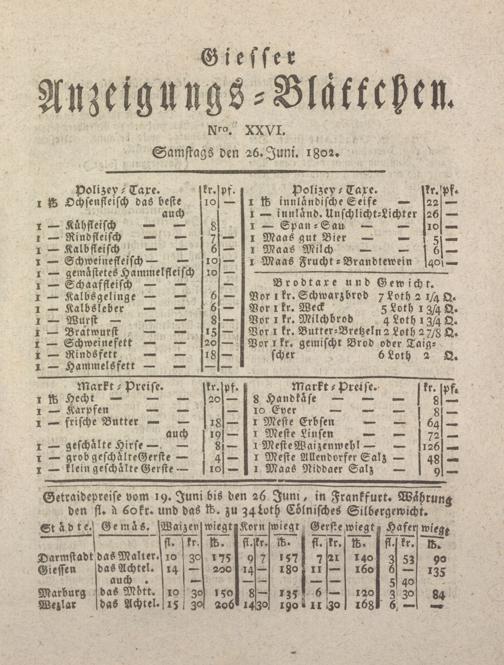 Giesser
Anzeigungs-Blättchen.
Nro. XXVI.
Samstags den 26. Juni. 1802.
Polizey-Taxe. kr. pf.
1 ℔ Ochsenfleisch das beste 10 —
auch
1 — Kühfleisch — — 8
1 — Rindfleisch — — 7 —
1 — Kalbfleisch — — 6 —
1 — Schweinefleisch — — 10 —
1 — gemästetes Hammelfleisch 10 —
1 — Schaaffleisch — —
1 — Kalbsgelinge — — 6 —
1 — Kalbsleber — — 6 —
1 — Wurst — — 8 —
1 — Bratwurst — — 15 —
1 — Schweinefett — — 20 —
1 — Rindsfett — — 18 —
1 — Hammelsfett — —
Polizey-Taxe. kr. pf.
1 ℔ innländische Seife — 22 —
1 — innländ. Unschlicht-Lichter 26 —
1 — Span-Sau — — 10 —
1 Maas gut Bier — — 5 —
1 Maas Milch — — 6 —
1 Maas Frucht-Brandtewein 40 —
Brodtaxe und Gewicht.
Vor 1 kr. Schwarzbrod 7 Loth 2 1/4 Q.
Vor 1 kr. Weck 5 Loth 1 3/4 Q.
Vor 1 kr. Milchbrod 4 Loth 1 3/4 Q.
Vor 1 kr. Butter-Bretzeln 2 Loth 2 7/8 Q.
Vor 1 kr. gemischt Brod oder Taig-
scher 6 Loth 2 Q.
Markt-Preise. kr. pf.
1 ℔ Hecht — — 20 —
1 — Karpfen — —
1 — frische Butter — — 18 —
auch 19 —
1 — geschälte Hirse — — 8 —
1 — grob geschälte Gerste — 4 —
1 — klein geschälte Gerste — 10 —
Markt-Preise. kr. pf.
8 Handkäse — — — 8 —
10 Eyer — — — 8 —
1 Meste Erbsen — — 64 —
1 Meste Linsen — — 72 —
1 Meste Waizenmehl — — 126 —
1 Meste Allendorfer Salz — 48 —
1 Maas Niddaer Salz — 9 —
Getraidepreise vom 19. Juni bis den 26 Juni, in Frankfurt. Währung
den fl. à 60 kr. und das ℔. zu 34 Loth Cölnisches Silbergewicht.
Städte. Gemäs. Waizen wiegt Korn wiegt Gerste wiegt Hafer wiegt
fl. ℔. fl. kr. ℔. fl. ℔. fl. kr. ℔.
Darmstadt das Malter. 10 30 175 9 7 157 7 21 140 3 53 90
Giessen das Achtel. 14 — 200 14 — 180 11 — 160 6 — 135
auch . — — — — — — 5 40
Marburg das Mött. 10 30 150 8 — 135 6 — 120 3 30 84
Wezlar das Achtel. 15 30 206 14 30 190 11 30 168 6 — —